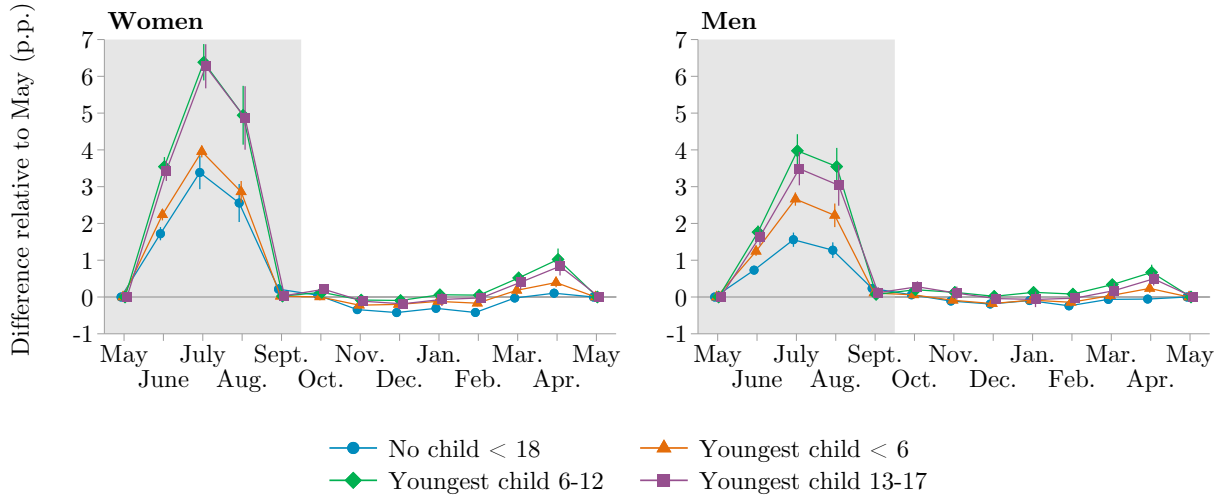 Women
Men
Difference relative to May (p.p.)
7
6
5
4
3
2
1
0
-1
May
June
July
Aug.
Sept.
Oct.
Nov.
Dec.
Jan.
Feb.
Mar.
Apr.
May
7
6
5
4
3
2
1
0
-1
May
June
July
Aug.
Sept.
Oct.
Nov.
Dec.
Jan.
Feb.
Mar.
Apr.
May
No child < 18
Youngest child < 6
Youngest child 6-12
Youngest child 13-17